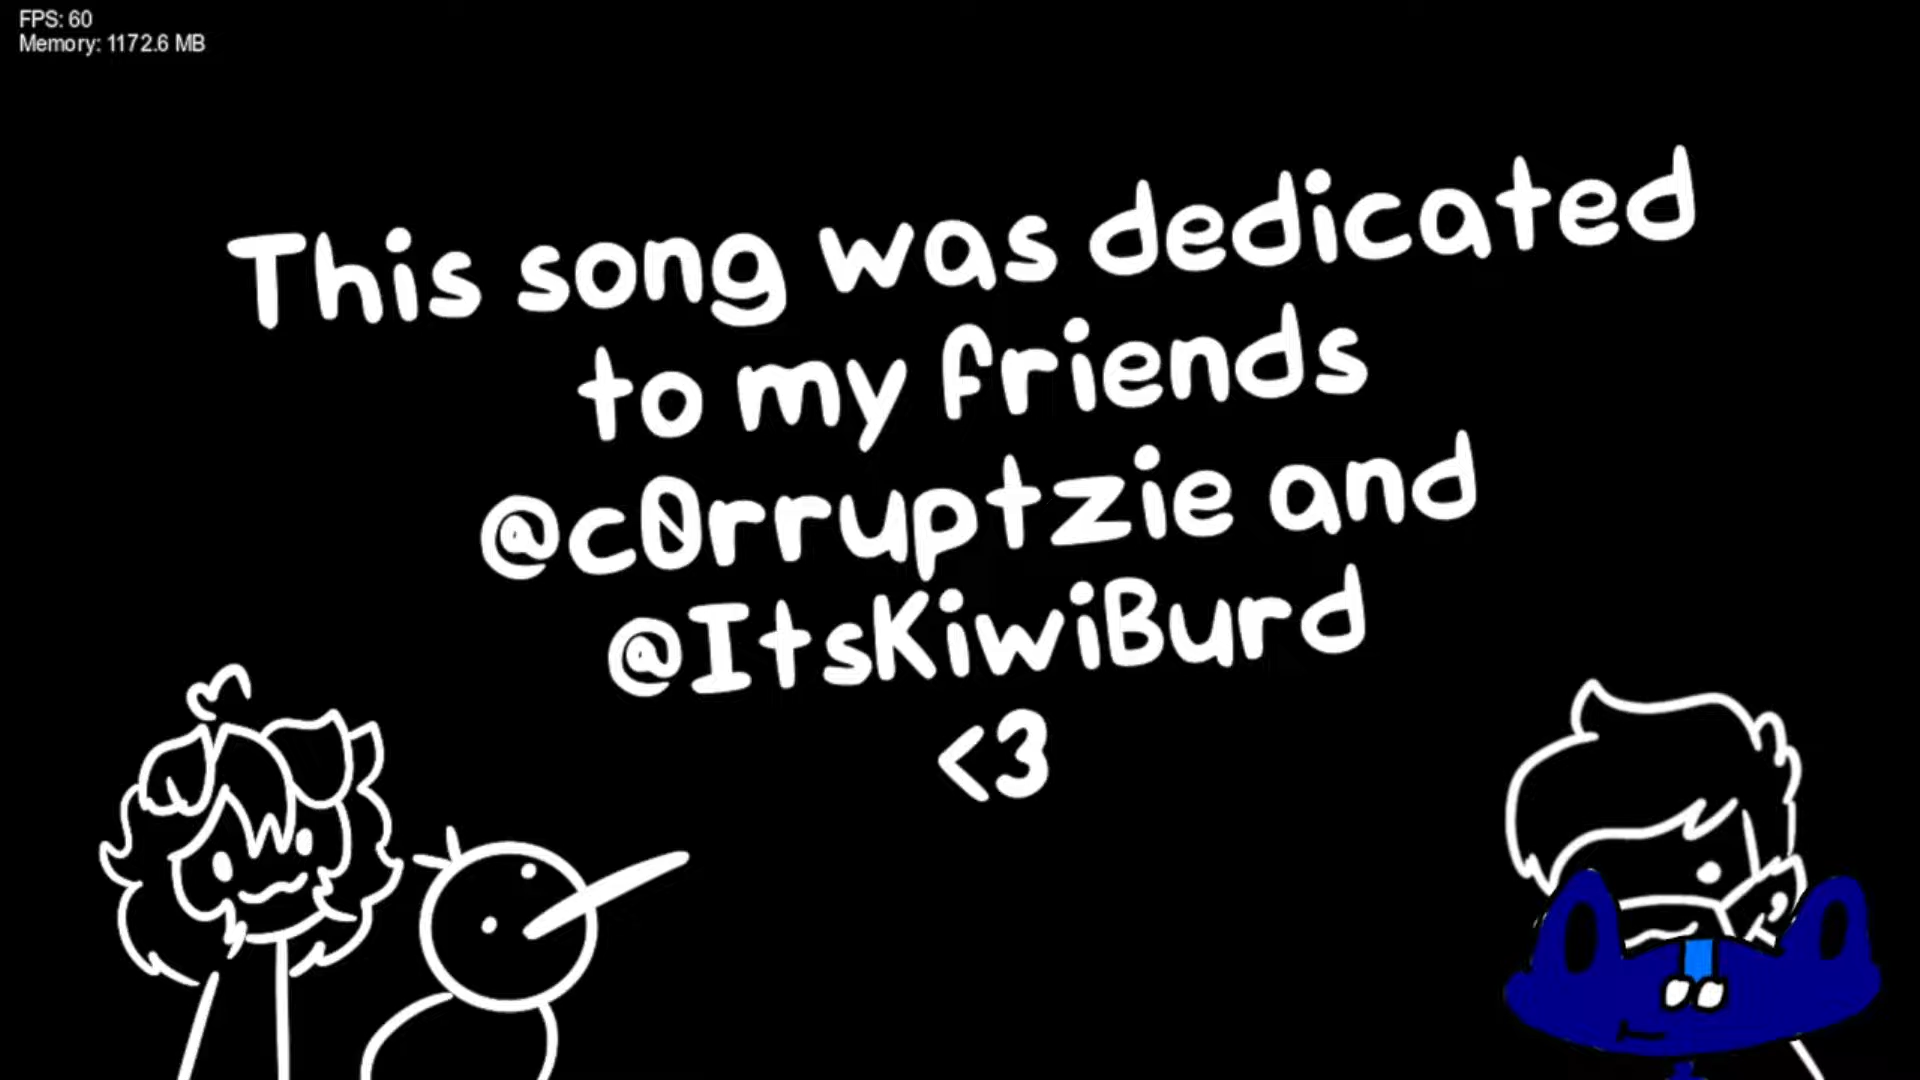 FPS: 60
Memory: 1172.6 MB
This song was dedicated
to my friends
@c0rruptzie and
@ItsKiwiBurd
<3